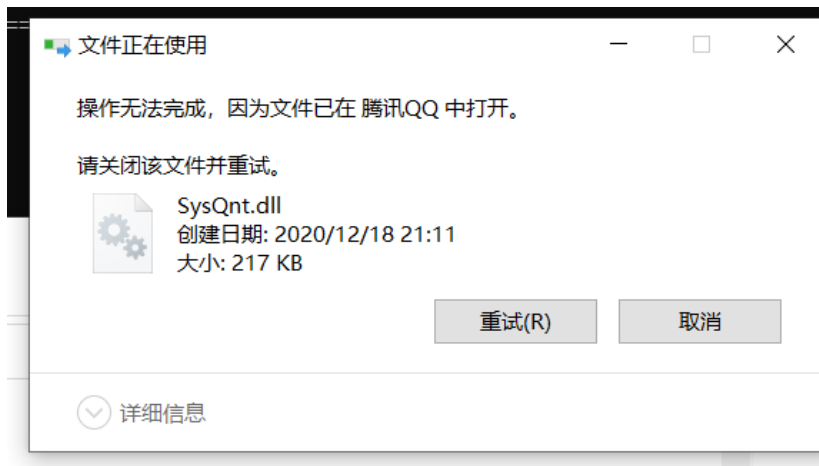 文件正在使用
操作无法完成，因为文件已在 腾讯QQ 中打开。
请关闭该文件并重试。
SysQnt.dll
创建日期: 2020/12/18 21:11
大小: 217 KB
重试(R)
取消
详细信息